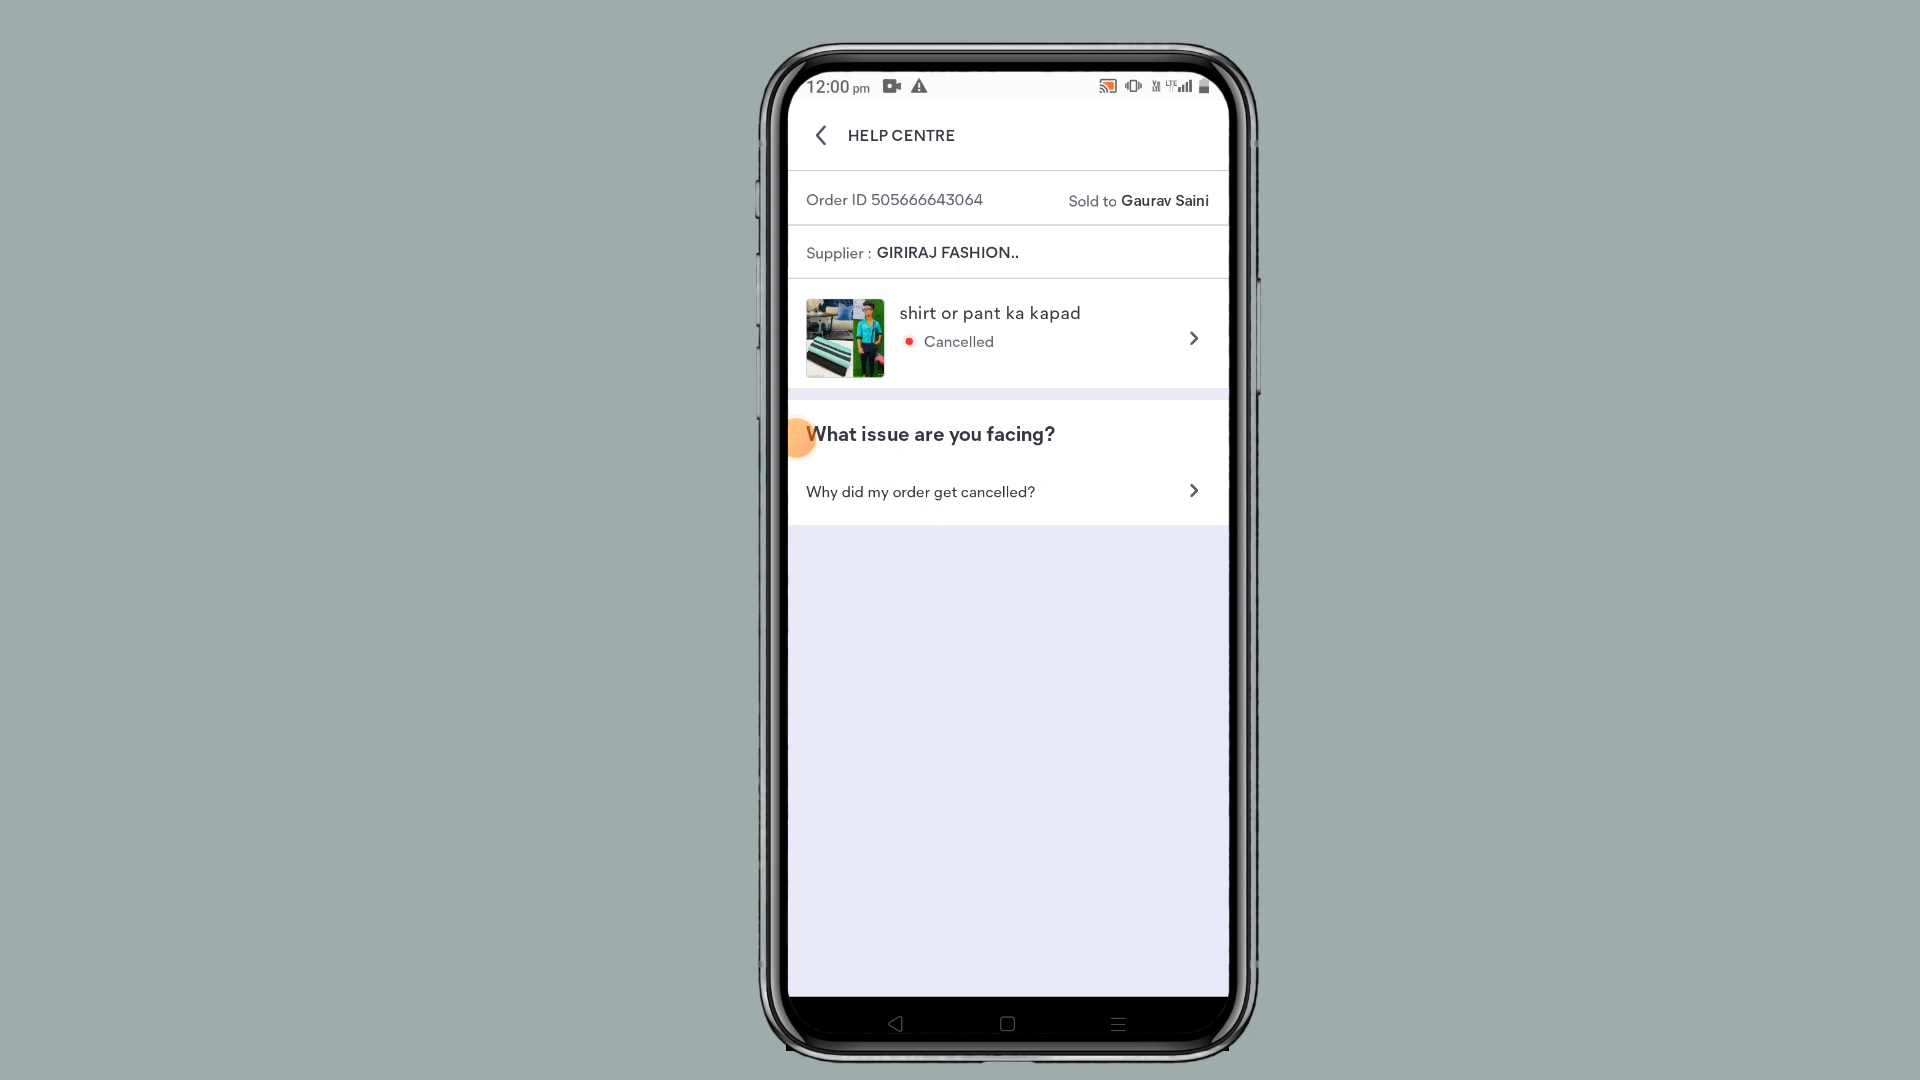 12:00 pm
HELP CENTRE
Order ID 505666643064
Sold to Gaurav Saini
Supplier : GIRIRAJ FASHION..
shirt or pant ka kapad
Cancelled
What issue are you facing?
Why did my order get cancelled?